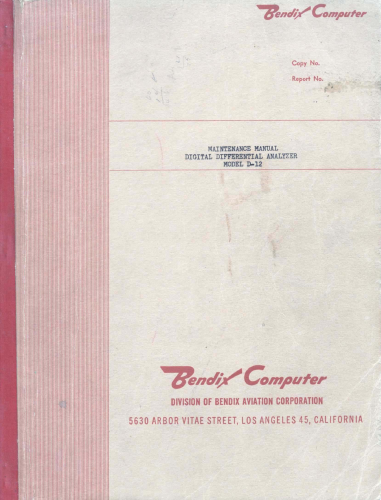 Bendix Computer
Copy No.
Report No.
MAINTENANCE MANUAL
DIGITAL DIFFERENTIAL ANALYZER
MODEL D-12
Bendix Computer
DIVISION OF BENDIX AVIATION CORPORATION
5630 ARBOR VITAE STREET, LOS ANGELES 45, CALIFORNIA